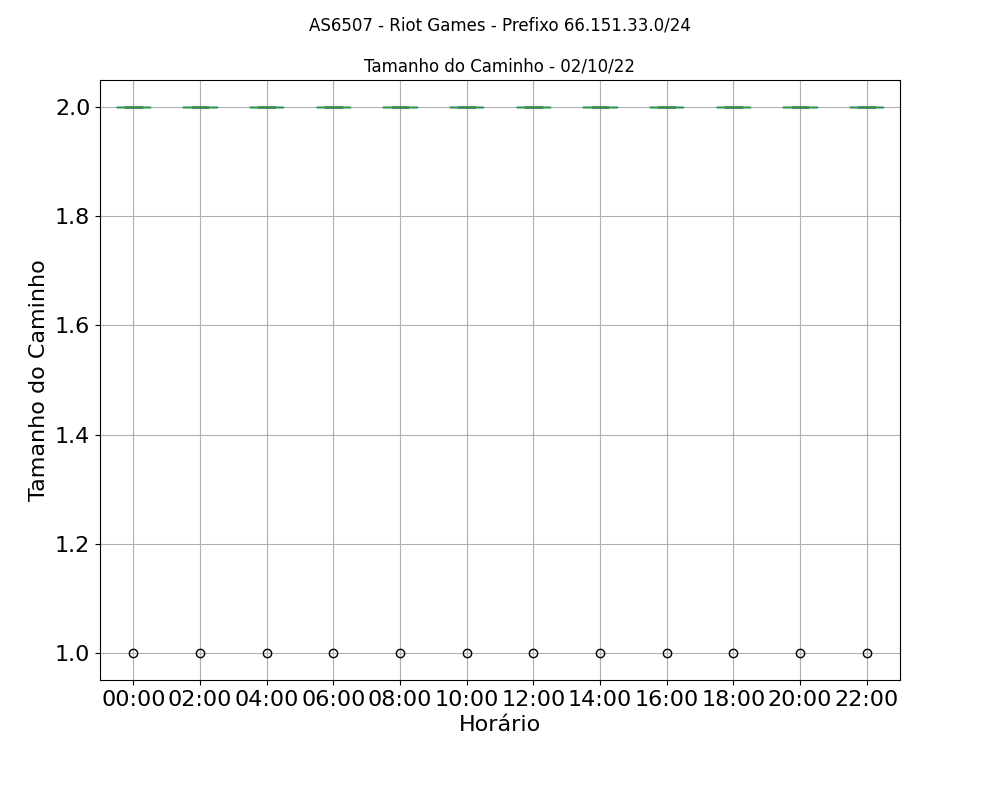 AS6507 - Riot Games - Prefixo 66.151.33.0/24
Tamanho do Caminho - 02/10/22
2.0
1.8
1.6
1.4
1.2
1.0
Tamanho do Caminho
00:00 02:00 04:00 06:00 08:00 10:00 12:00 14:00 16:00 18:00 20:00 22:00
Horário